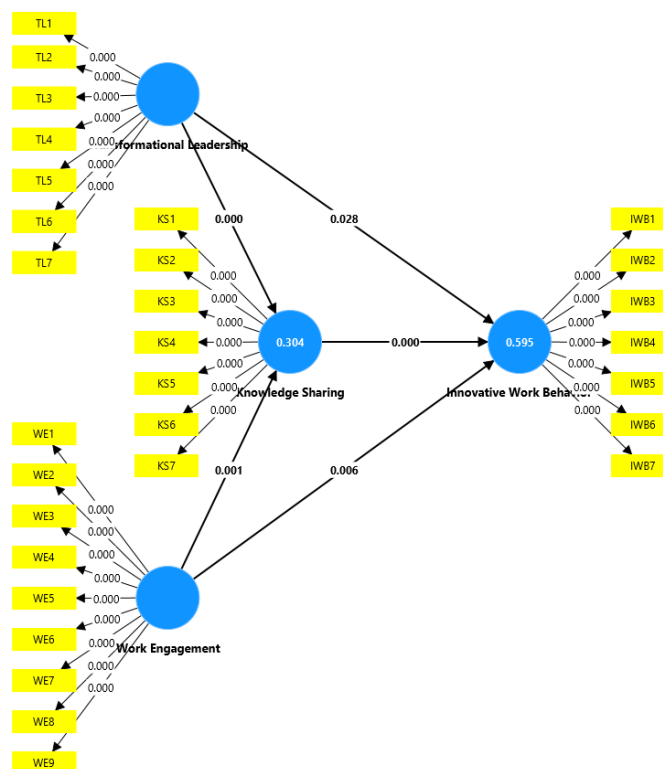 TL1
TL2
TL3
TL4
TL5
TL6
TL7
0.000
0.000
0.000
0.000
0.000
0.000
0.000
formational Leadership
0.000
0.028
KS1
KS2
KS3
KS4
KS5
KS6
KS7
0.000
0.000
0.000
0.000
0.000
0.000
0.000
0.304
Knowledge Sharing
0.000
0.595
Innovative Work Behavior
IWB1
IWB2
IWB3
IWB4
IWB5
IWB6
IWB7
0.000
0.000
0.000
0.000
0.000
0.000
0.000
0.001
0.006
WE1
WE2
WE3
WE4
WE5
WE6
WE7
WE8
WE9
0.000
0.000
0.000
0.000
0.000
0.000
0.000
0.000
0.000
Work Engagement